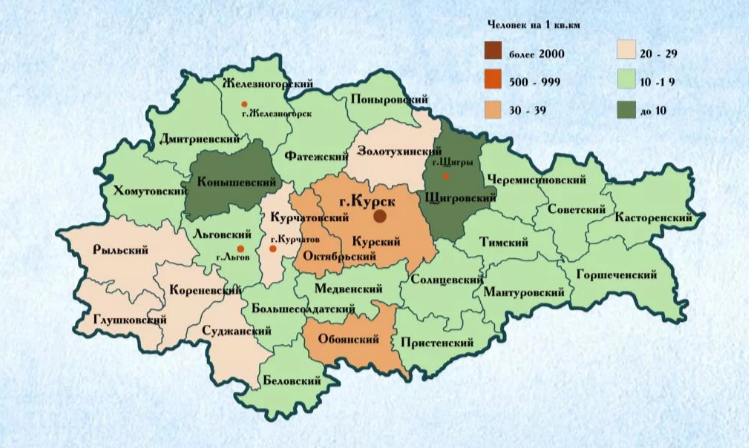 Человек на 1 кв.км
более 2000
500 - 999
30 - 39
20 - 29
10 -1 9
до 10
Железногорский
г.Железногорск
Поныровский
Дмитриевский
Фатежский
Золотухинский
г.Щигры
Конышевский
Хомутовский
Черемисиновский
Щигровский
г.Курск
Советский
Касторенский
Курчатовский
Льговский
г.Курчатов
Курский
Тимский
Рыльский
г.Льгов
Октябрьский
Горшеченский
Солнцевский
Кореневский
Медвенский
Мантуровский
Большесолдатский
Глушковский
Суджанский
Обоянский
Пристенский
Беловский